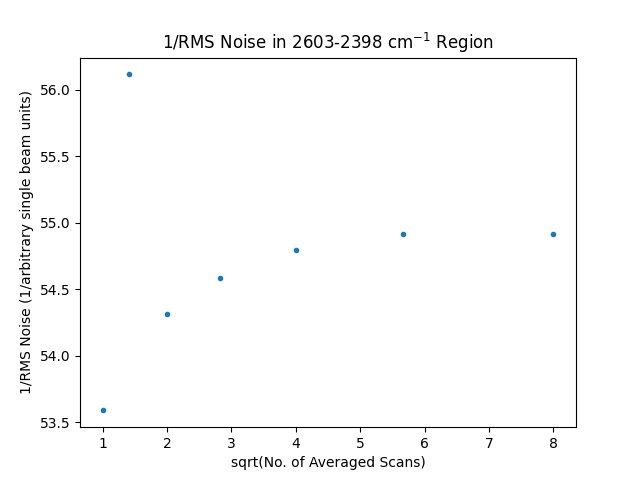 1/RMS Noise in 2603-2398 cm⁻¹ Region
1/RMS Noise (1/arbitrary single beam units)
56.0
55.5
55.0
54.5
54.0
53.5
1 2 3 4 5 6 7 8
sqrt(No. of Averaged Scans)